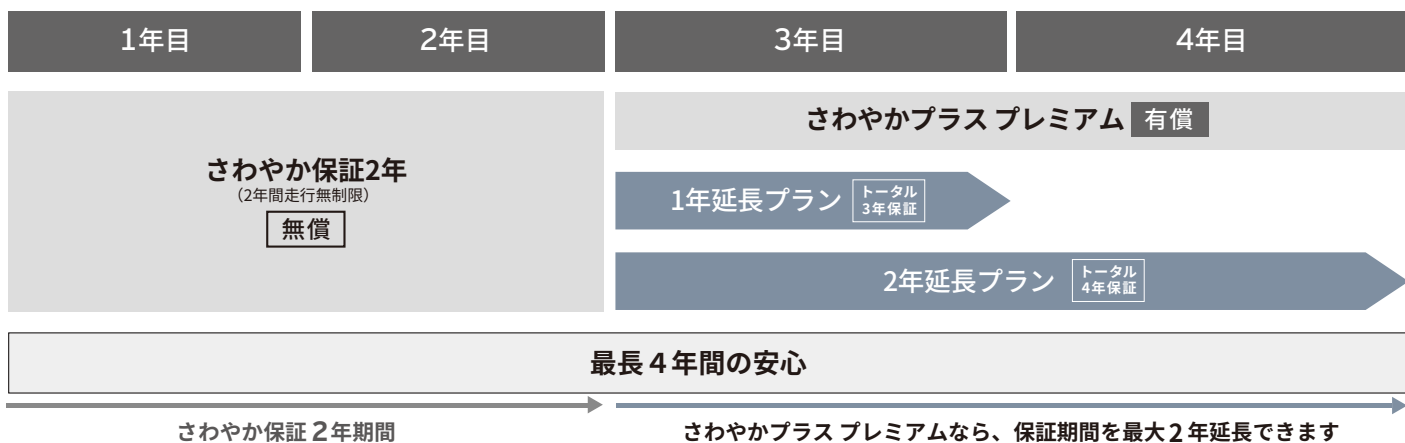 1年目
2年目
3年目
4年目
さわやか保証2年
（2年間走行無制限）
無償
さわやかプラス プレミアム 有償
1年延長プラン
トータル
3年保証
2年延長プラン
トータル
4年保証
最長４年間の安心
さわやか保証 2年期間
さわやかプラス プレミアムなら、保証期間を最大2年延長できます